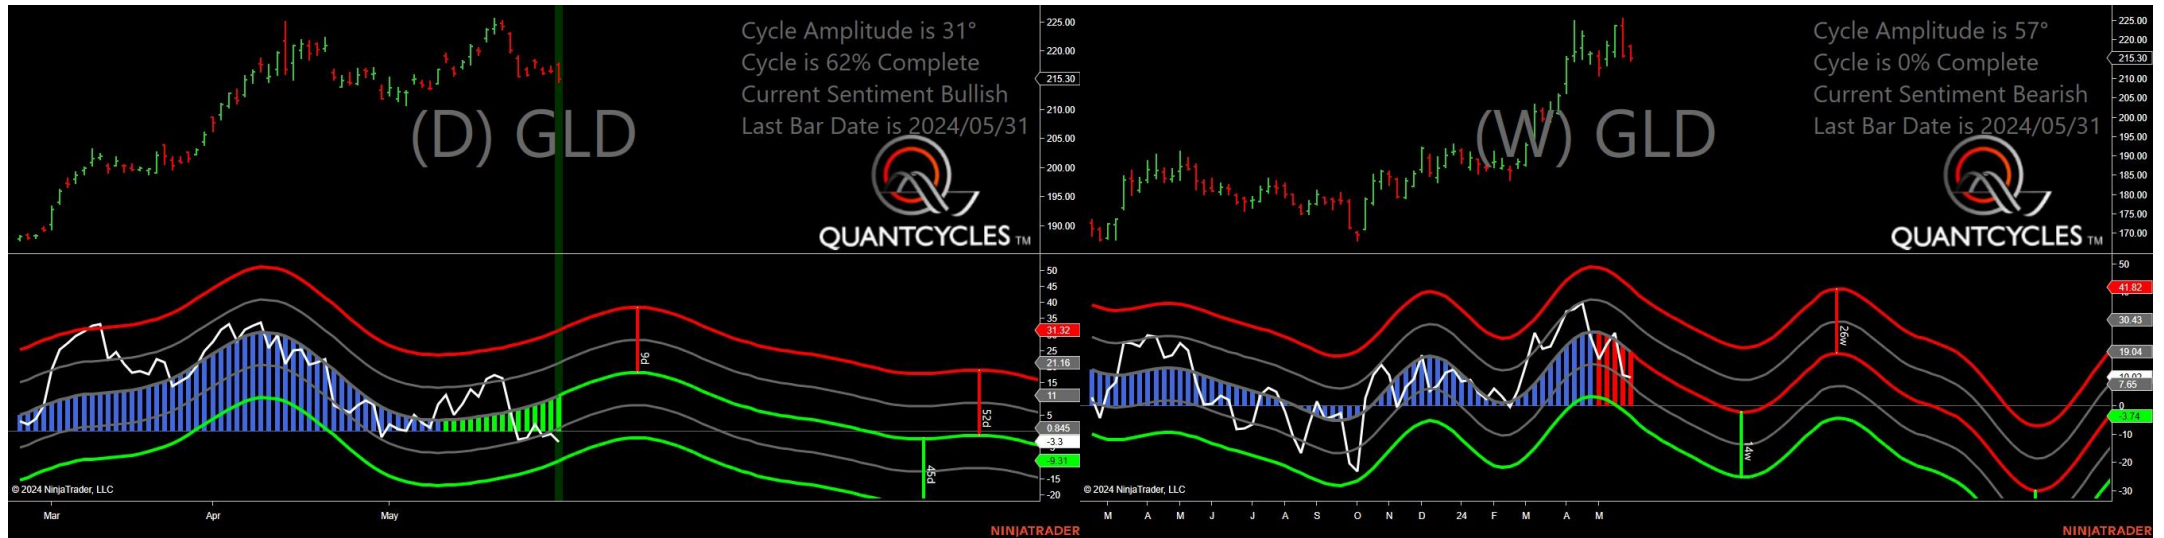 Cycle Amplitude is 31°
Cycle is 62% Complete
Current Sentiment Bullish
Last Bar Date is 2024/05/31
(D) GLD
QUANTCYCLES TM
225.00
220.00
215.30
210.00
205.00
200.00
195.00
190.00
50
45
40
35
31.32
25
21.16
15
11
5
0.845
-3.3
-9.31
-15
-20
9d
52d
45d
© 2024 NinjaTrader, LLC
Mar
Apr
May
NINJATRADER
Cycle Amplitude is 57°
Cycle is 0% Complete
Current Sentiment Bearish
Last Bar Date is 2024/05/31
(W) GLD
QUANTCYCLES TM
225.00
220.00
215.30
210.00
205.00
200.00
195.00
190.00
185.00
180.00
175.00
170.00
50
41.82
30.43
19.04
7.65
0
-3.74
-10
-20
-30
26w
14w
© 2024 NinjaTrader, LLC
M A M J J A S O N D 24 F M A M
NINJATRADER